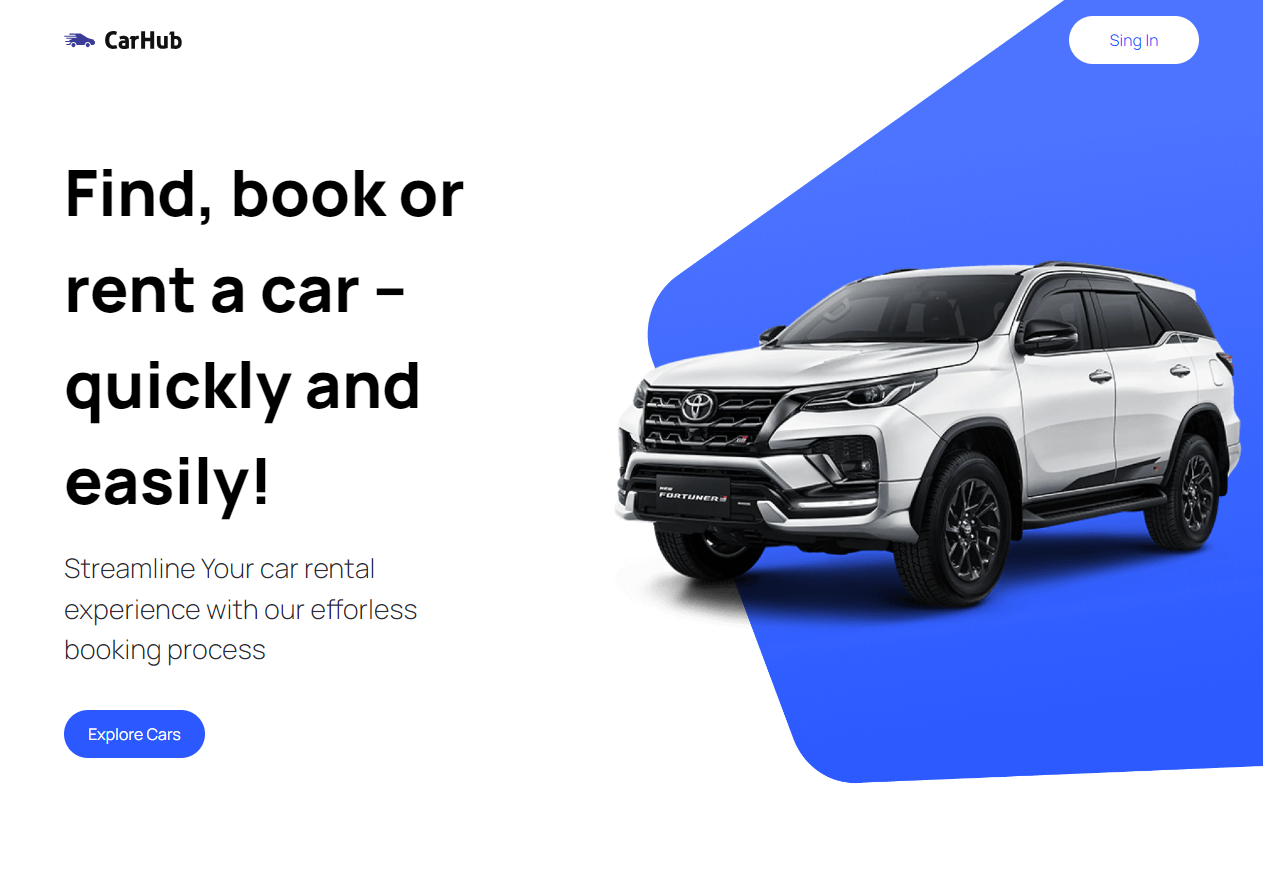 CarHub
Sing In
Find, book or
rent a car –
quickly and
easily!
Streamline Your car rental
experience with our efforless
booking process
Explore Cars
NEW
FORTUNER